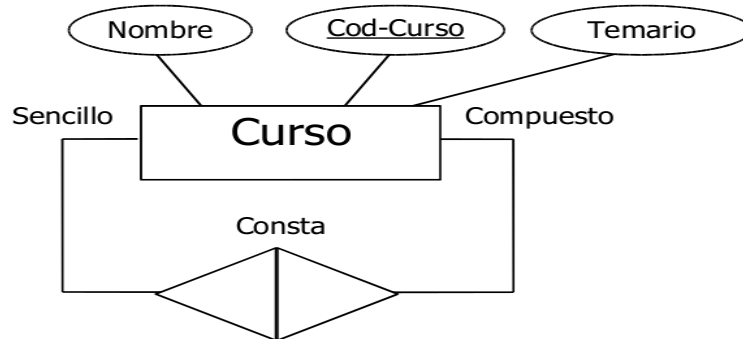 Nombre
Cod-Curso
Temario
Sencillo
Curso
Compuesto
Consta